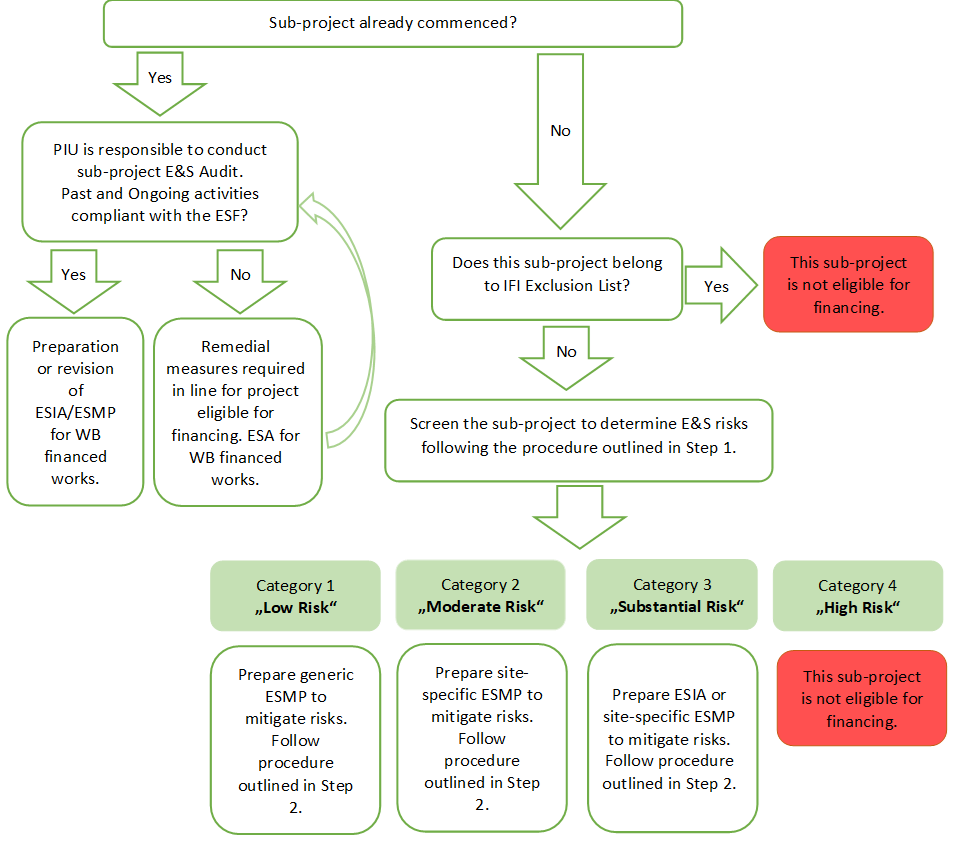 Sub-project already commenced?
Yes
No
PIU is responsible to conduct
sub-project E&S Audit.
Past and Ongoing activities
compliant with the ESF?
Yes
No
Preparation
or revision
of
ESIA/ESMP
for WB
financed
works.
Remedial
measures required
in line for project
eligible for
financing. ESA for
WB financed
works.
Does this sub-project belong
to IFI Exclusion List?
Yes
This sub-project
is not eligible for
financing.
No
Screen the sub-project to determine E&S risks
following the procedure outlined in Step 1.
Category 1
„Low Risk“
Category 2
„Moderate Risk“
Category 3
„Substantial Risk“
Category 4
„High Risk“
Prepare generic
ESMP to
mitigate risks.
Follow
procedure
outlined in Step
2.
Prepare site-
specific ESMP to
mitigate risks.
Follow
procedure
outlined in Step
2.
Prepare ESIA or
site-specific ESMP
to mitigate risks.
Follow procedure
outlined in Step 2.
This sub-project
is not eligible for
financing.